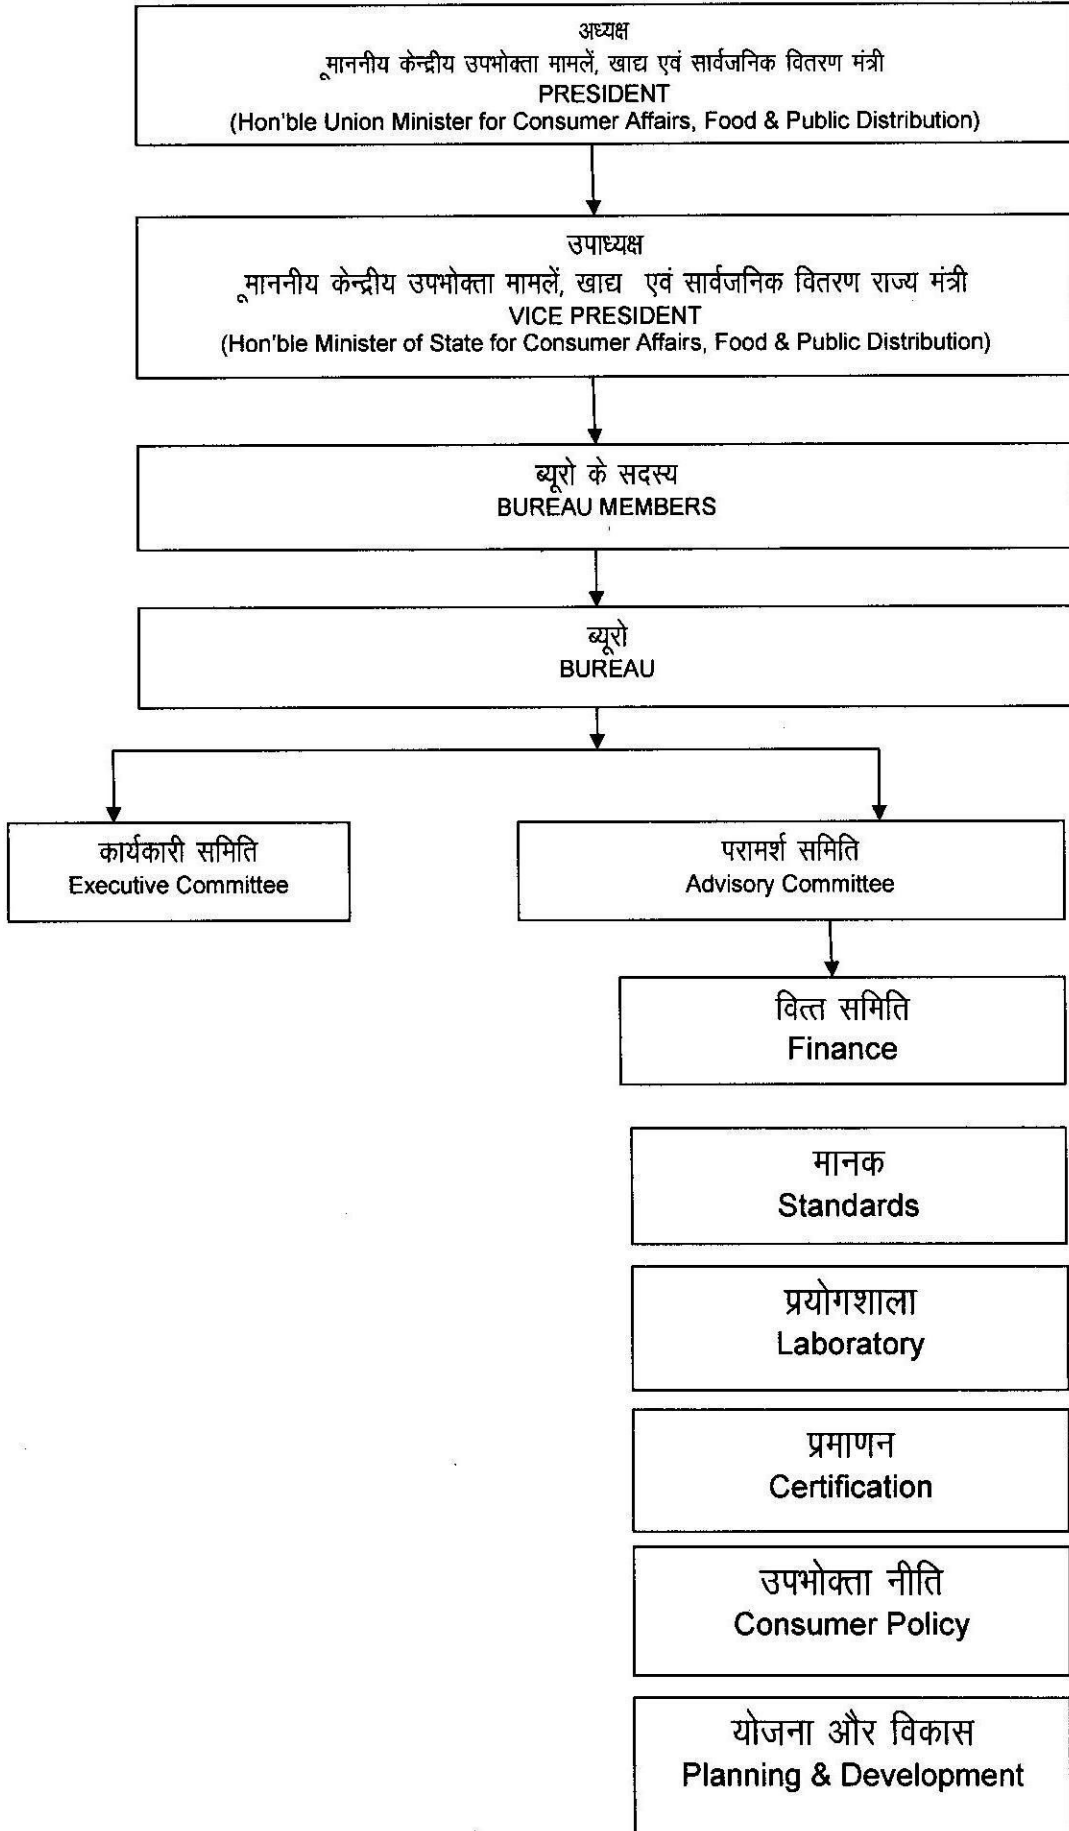 अध्यक्ष
ूमाननीय केन्द्रीय उपभोक्ता मामलें, खाद्य एवं सार्वजनिक वितरण मंत्री
PRESIDENT
(Hon'ble Union Minister for Consumer Affairs, Food & Public Distribution)
उपाध्यक्ष
ूमाननीय केन्द्रीय उपभोक्ता मामलें, खाद्य एवं सार्वजनिक वितरण राज्य मंत्री
VICE PRESIDENT
(Hon'ble Minister of State for Consumer Affairs, Food & Public Distribution)
ब्यूरो के सदस्य
BUREAU MEMBERS
ब्यूरो
BUREAU
कार्यकारी समिति
Executive Committee
परामर्श समिति
Advisory Committee
वित्त समिति
Finance
मानक
Standards
प्रयोगशाला
Laboratory
प्रमाणन
Certification
उपभोक्ता नीति
Consumer Policy
योजना और विकास
Planning & Development